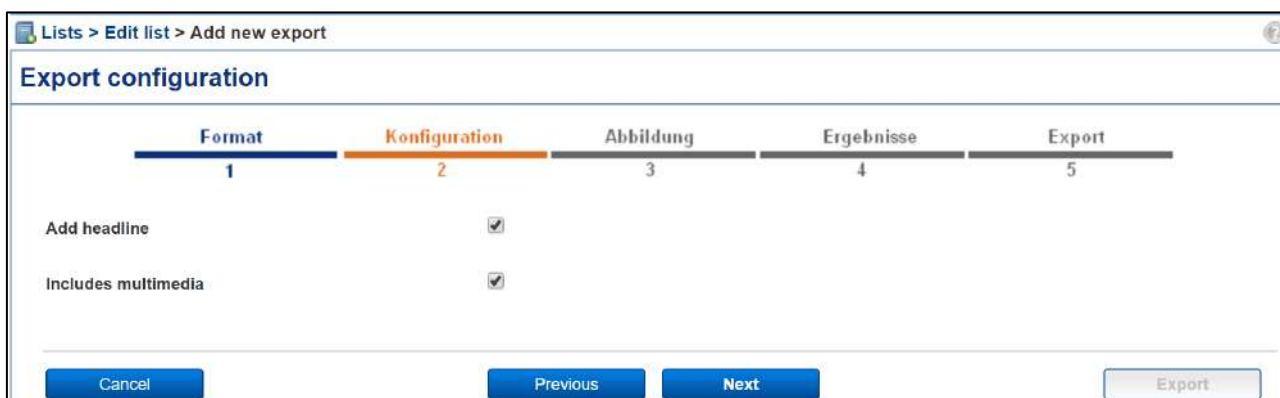 Lists > Edit list > Add new export
Export configuration
Format Konfiguration Abbildung Ergebnisse Export
1 2 3 4 5
Add headline
Includes multimedia
Cancel Previous Next Export